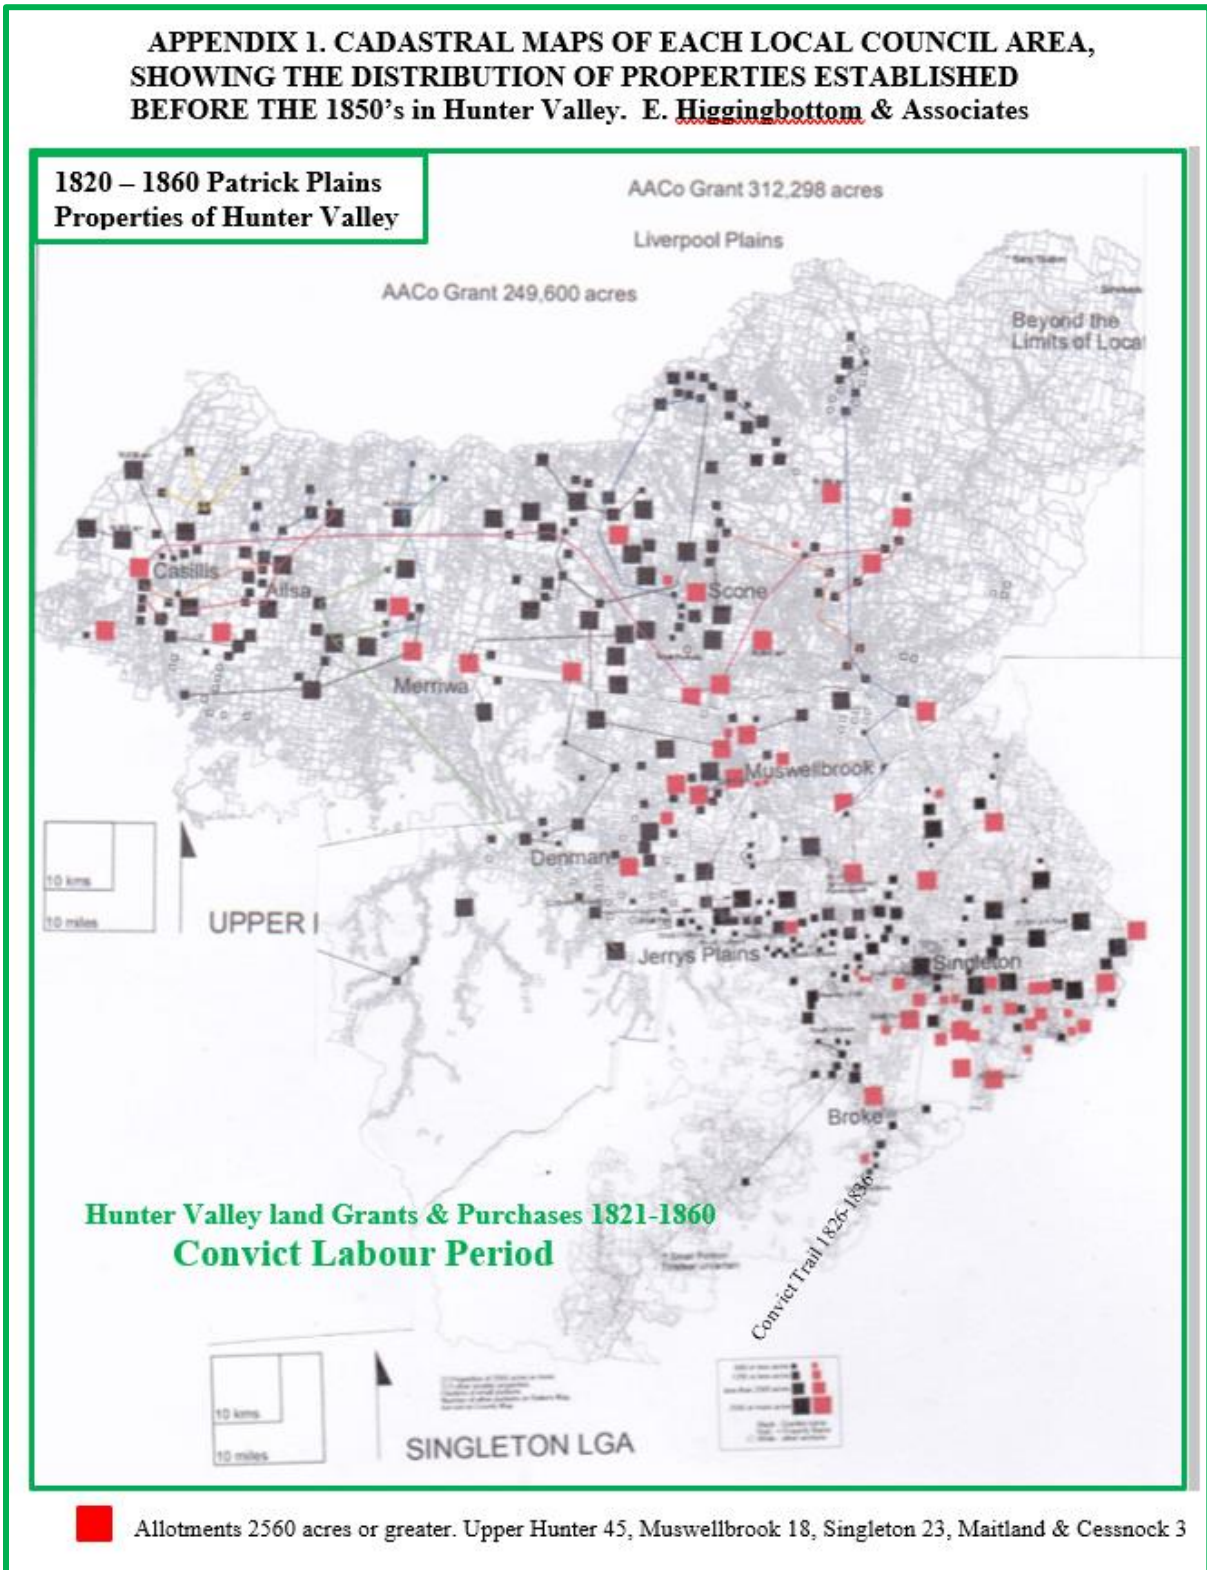 APPENDIX 1. CADASTRAL MAPS OF EACH LOCAL COUNCIL AREA,
SHOWING THE DISTRIBUTION OF PROPERTIES ESTABLISHED
BEFORE THE 1850's in Hunter Valley. E. Higgingbottom & Associates
1820 – 1860 Patrick Plains
Properties of Hunter Valley
AACo Grant 312,298 acres
Liverpool Plains
AACo Grant 249,600 acres
Beyond the
Limits of Local
Casillis
Ailsa
Scone
Merriwa
Muswellbrook
Denman
10 kms
10 miles
UPPER
Jerrys Plains
Singleton
Broke
Convict Trail 1826-1836
Hunter Valley land Grants & Purchases 1821-1860
Convict Labour Period
10 kms
10 miles
SINGLETON LGA
Allotments 2560 acres or greater. Upper Hunter 45, Muswellbrook 18, Singleton 23, Maitland & Cessnock 3